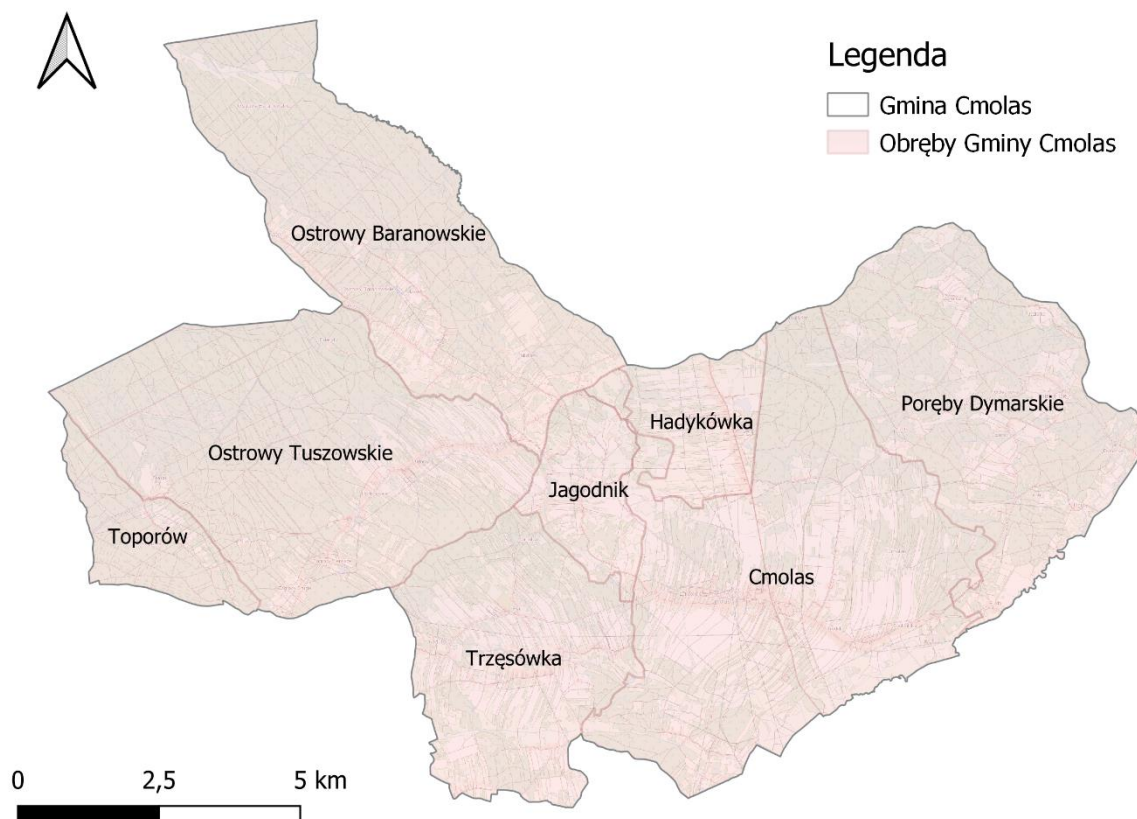 Legenda
Gmina Cmolas
Obręby Gminy Cmolas
Ostrowy Baranowskie
Poręby Dymarskie
Hadykówka
Ostrowy Tuszowskie
Jagodnik
Toporów
Cmolas
Trzęsówka
0 2,5 5 km